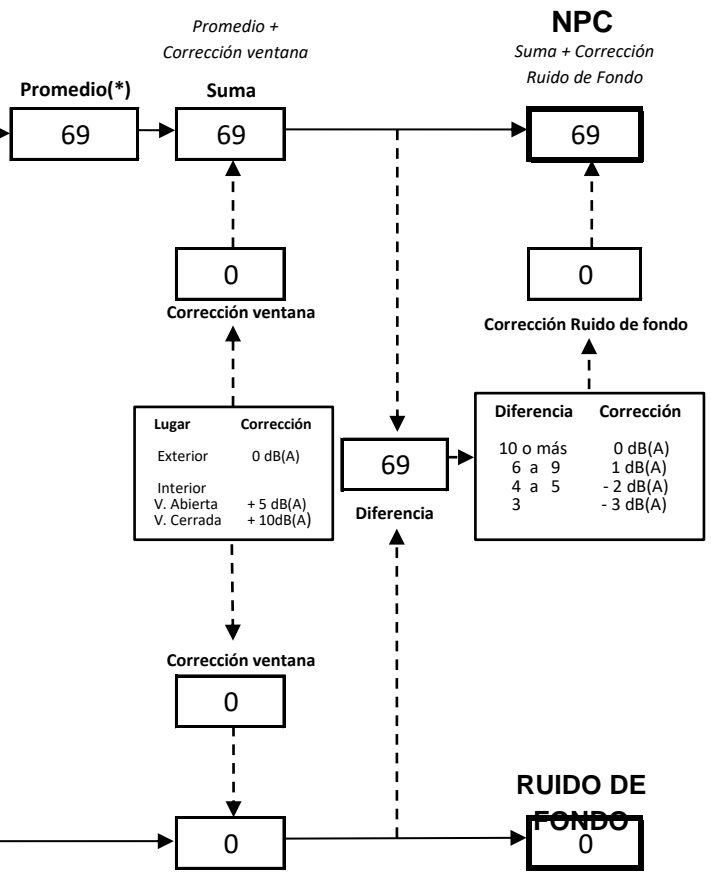 Promedio +
Corrección ventana
NPC
Suma + Corrección
Ruido de Fondo
Promedio(*)
Suma
69
69
69
0
0
Corrección ventana
Corrección Ruido de fondo
Lugar Corrección
Exterior 0 dB(A)
Interior
V. Abierta + 5 dB(A)
V. Cerrada + 10dB(A)
69
Diferencia
Diferencia Corrección
10 o más 0 dB(A)
6 a 9 1 dB(A)
4 a 5 - 2 dB(A)
3 - 3 dB(A)
Corrección ventana
0
RUIDO DE
FONDO
0
0